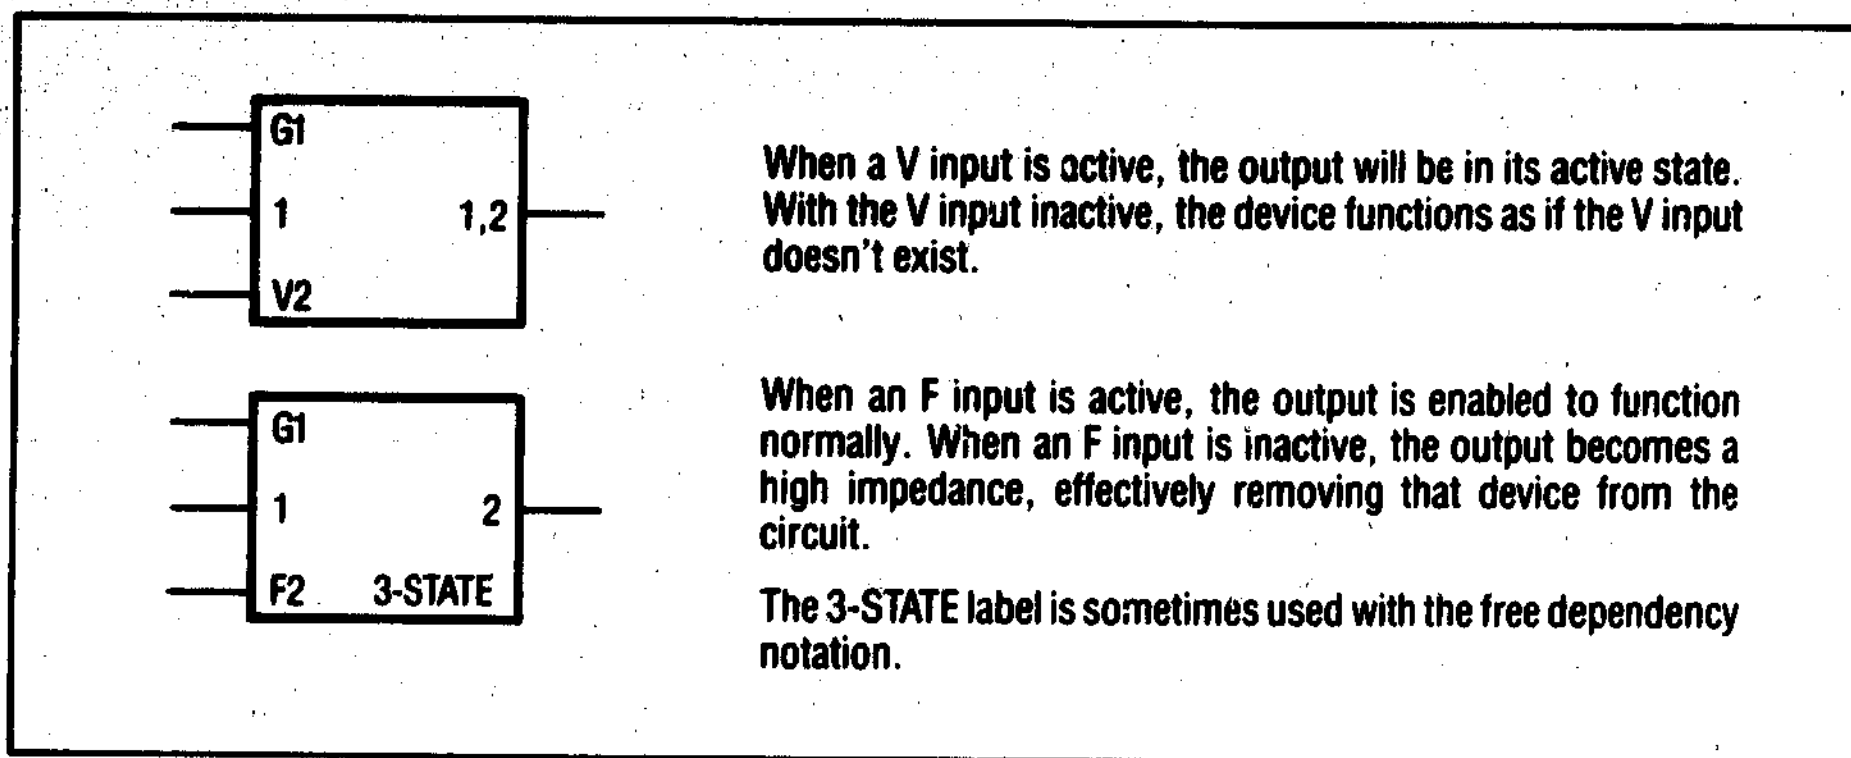 G1
1
1,2
V2
When a V input is active, the output will be in its active state.
With the V input inactive, the device functions as if the V input
doesn't exist.
G1
1
2
F2
3-STATE
When an F input is active, the output is enabled to function
normally. When an F input is inactive, the output becomes a
high impedance, effectively removing that device from the
circuit.
The 3-STATE label is sometimes used with the free dependency
notation.